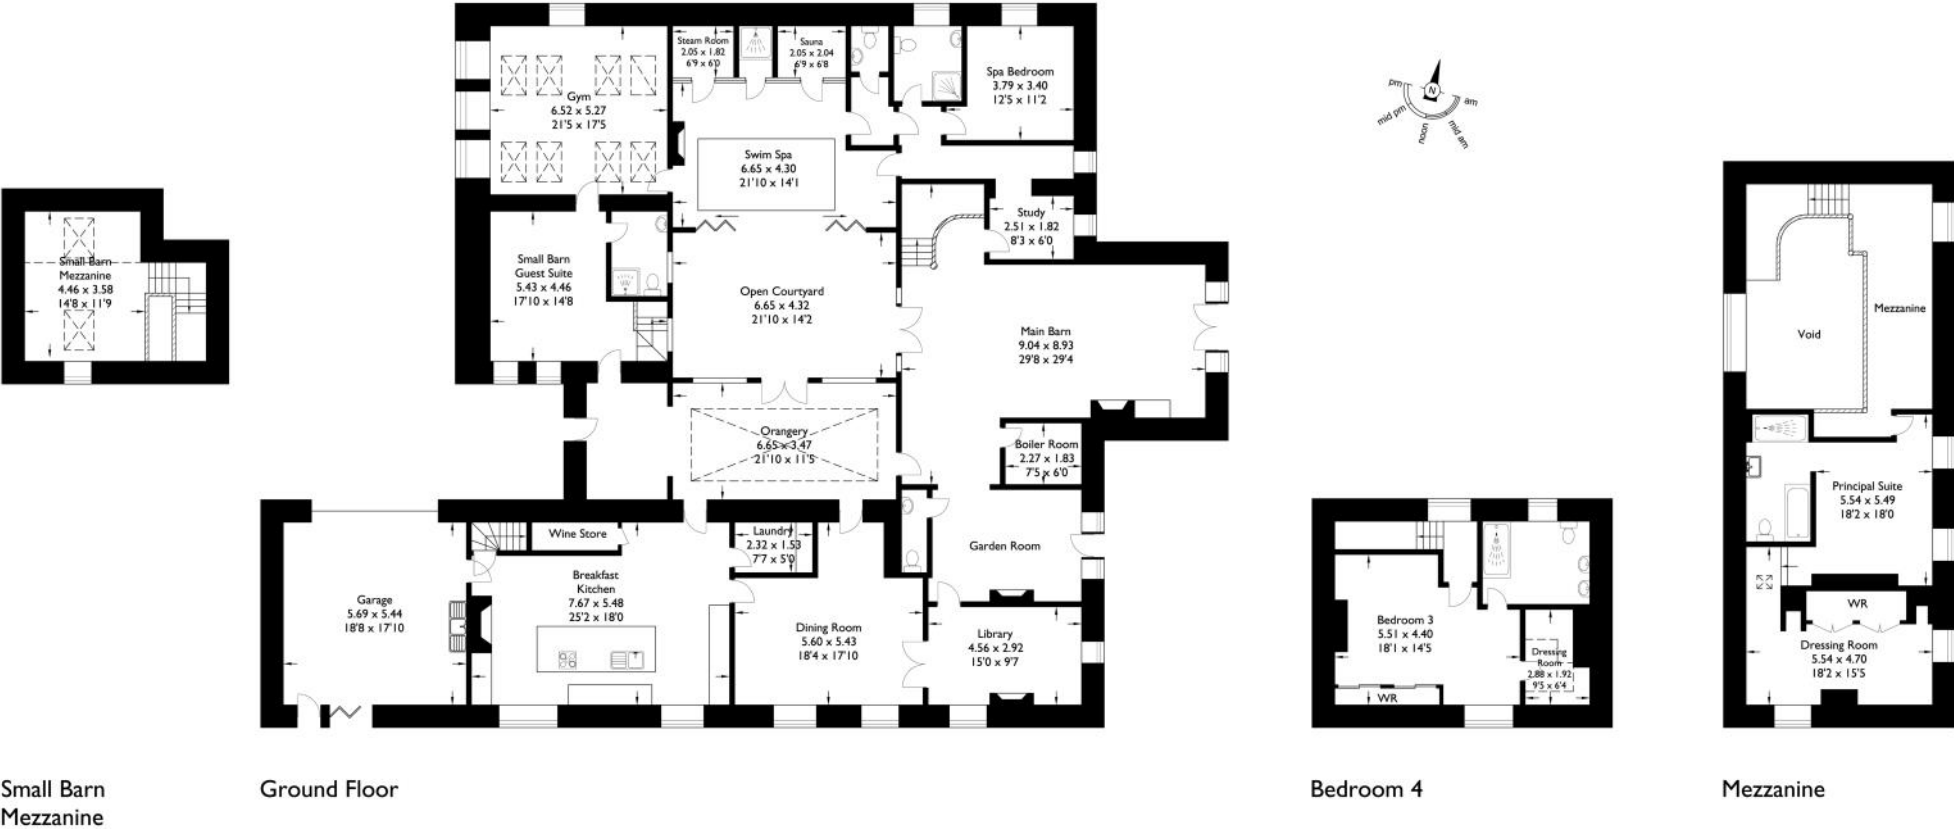 Small Barn
Mezzanine
4.46 x 3.58
14'8 x 11'9
Gym
6.52 x 5.27
21'5 x 17'5
Steam Room
2.05 x 1.82
6'9 x 6'0
Sauna
2.05 x 2.04
6'9 x 6'8
Spa Bedroom
3.79 x 3.40
12'5 x 11'2
Swim Spa
6.65 x 4.30
21'10 x 14'1
Study
2.51 x 1.82
8'3 x 6'0
Small Barn
Guest Suite
5.43 x 4.46
17'10 x 14'8
Open Courtyard
6.65 x 4.32
21'10 x 14'2
Main Barn
9.04 x 8.93
29'8 x 29'4
Orangery
6.65 x 3.47
21'10 x 11'5
Boiler Room
2.27 x 1.83
7'5 x 6'0
Wine Store
Laundry
2.32 x 1.53
7'7 x 5'0
Garden Room
Garage
5.69 x 5.44
18'8 x 17'10
Breakfast
Kitchen
7.67 x 5.48
25'2 x 18'0
Dining Room
5.60 x 5.43
18'4 x 17'10
Library
4.56 x 2.92
15'0 x 9'7
N
pm
mid pm
noon
mid am
am
Bedroom 3
5.51 x 4.40
18'1 x 14'5
WR
Dressing
Room
2.88 x 1.92
9'5 x 6'4
Mezzanine
Void
Principal Suite
5.54 x 5.49
18'2 x 18'0
WR
Dressing Room
5.54 x 4.70
18'2 x 15'5
Small Barn
Mezzanine
Ground Floor
Bedroom 4
Mezzanine